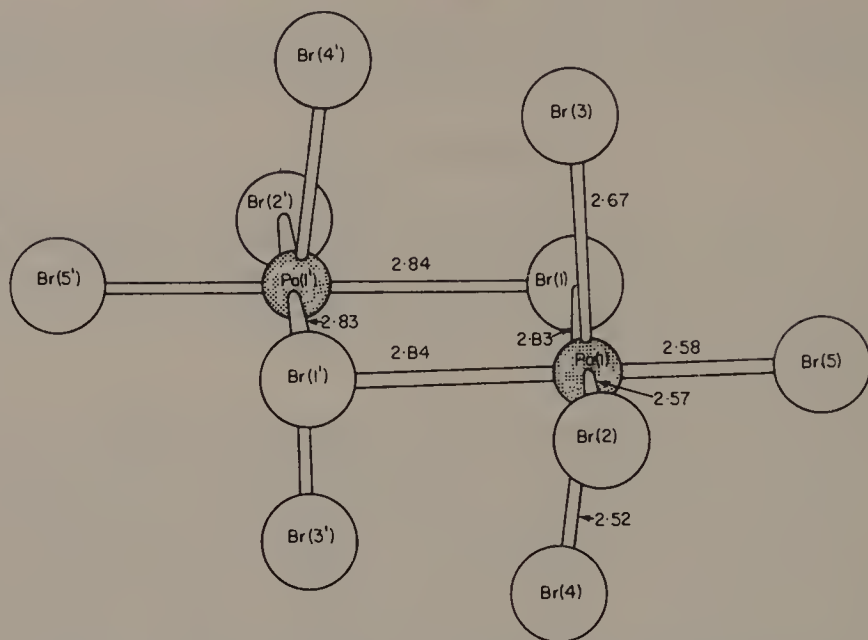 Br(4')
Br(3)
2·67
Br(2')
Br(5')
Pa(1')
2·84
Br(1)
2·83
2·83
Pa(1)
2·58
Br(5)
Br(1')
2·84
2·57
Br(2)
2·52
Br(3')
Br(4)